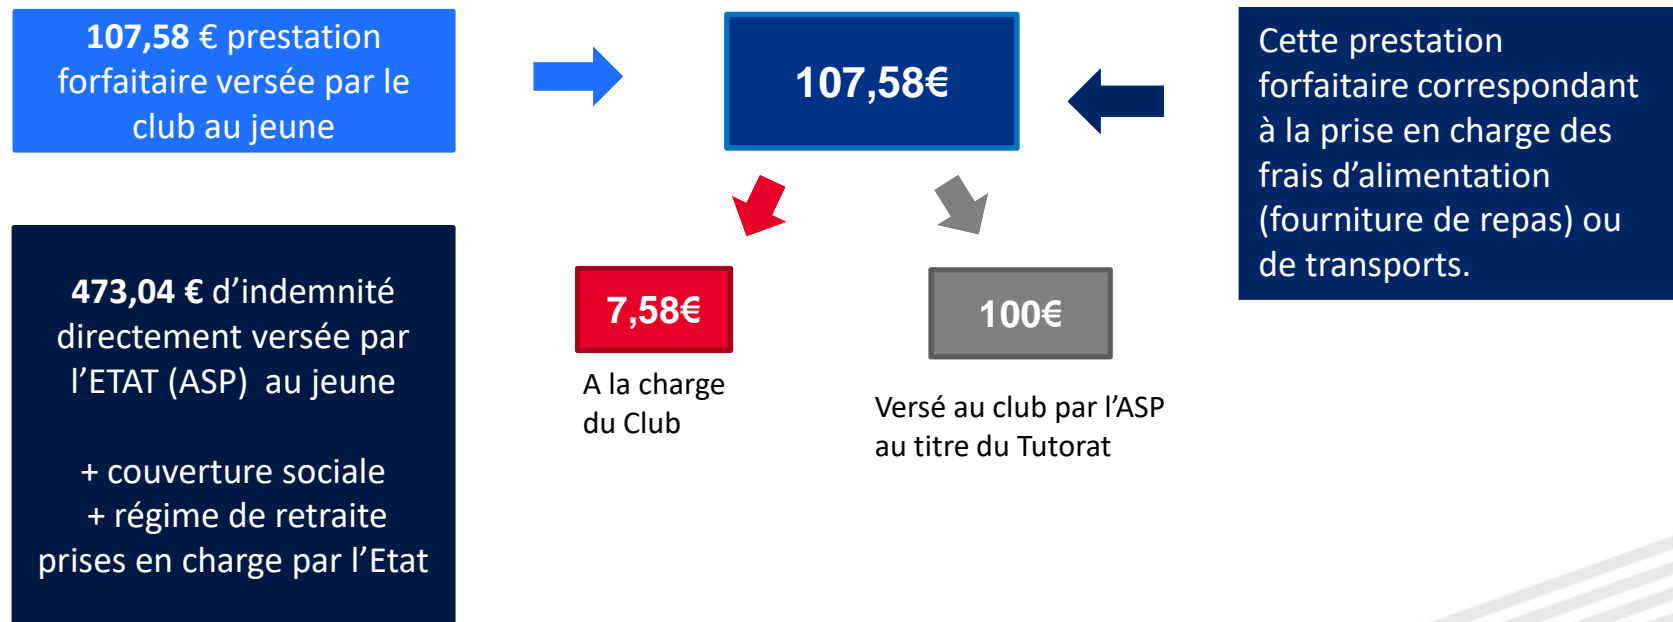 107,58 € prestation
forfaitaire versée par le
club au jeune
473,04 € d’indemnité
directement versée par
l’ETAT (ASP) au jeune
+ couverture sociale
+ régime de retraite
prises en charge par l’Etat
107,58€
7,58€
A la charge
du Club
100€
Versé au club par l’ASP
au titre du Tutorat
Cette prestation
forfaitaire correspondant
à la prise en charge des
frais d’alimentation
(fourniture de repas) ou
de transports.